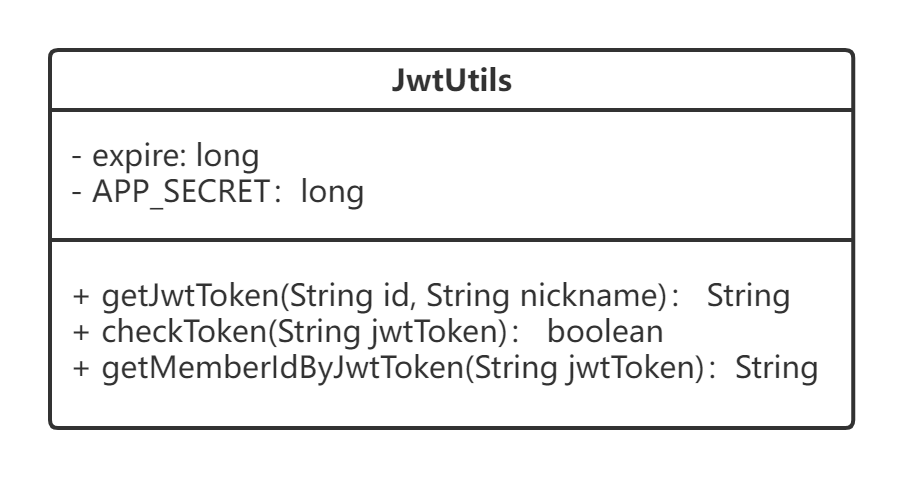 JwtUtils
- expire: long
- APP_SECRET： long
+ getJwtToken(String id, String nickname)： String
+ checkToken(String jwtToken)： boolean
+ getMemberIdByJwtToken(String jwtToken)：String